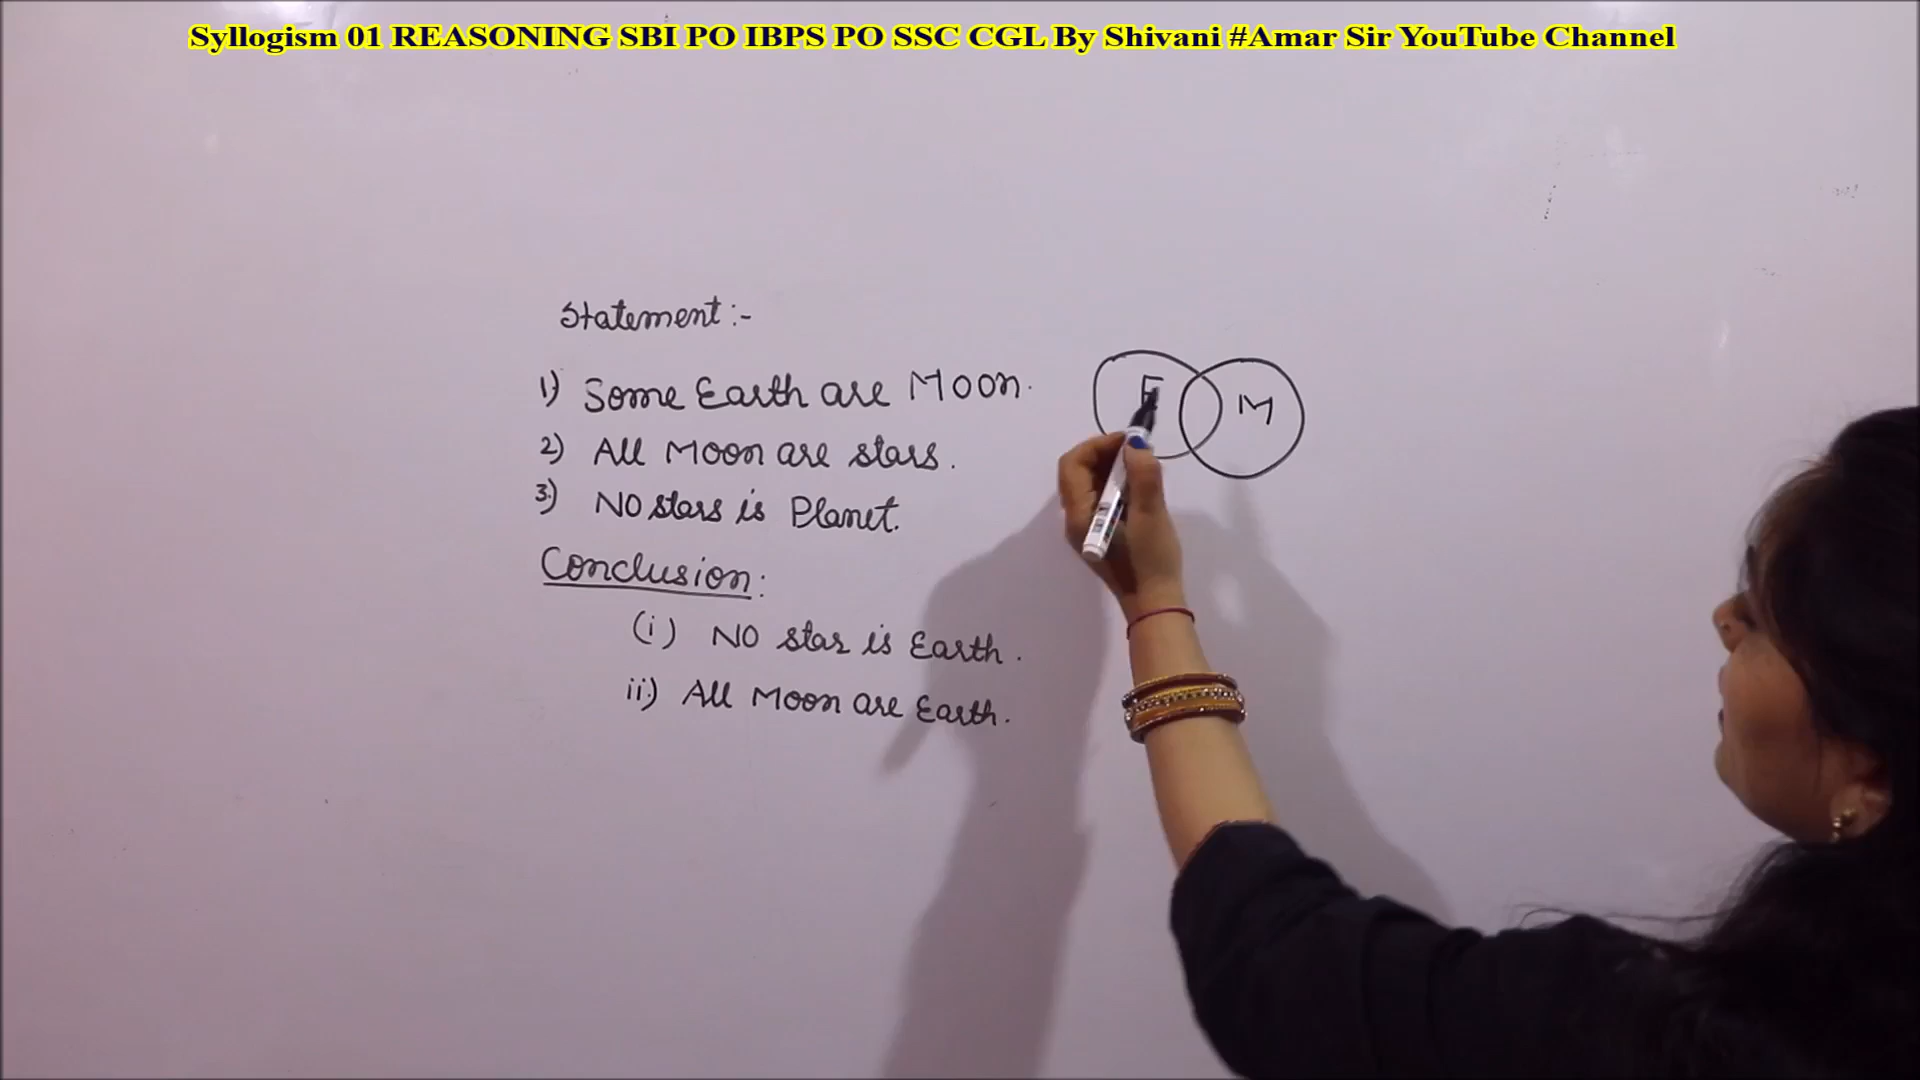 Syllogism 01 REASONING SBI PO IBPS PO SSC CGL By Shivani #Amar Sir YouTube Channel
Statement :-
1) Some Earth are Moon.
2) All Moon are stars.
3) NO stars is Planet.
Conclusion :
(i) NO star is Earth.
ii) All Moon are Earth.
E
M